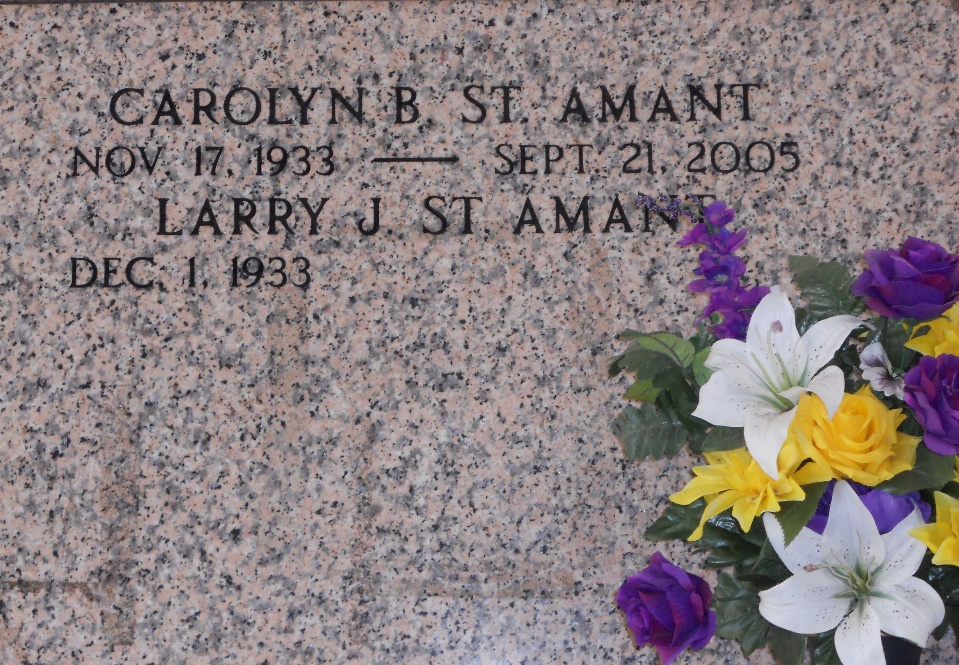 CAROLYN B. ST. AMANT
NOV. 17, 1933 — SEPT. 21, 2005
LARRY J. ST. AMANT
DEC. 1, 1933